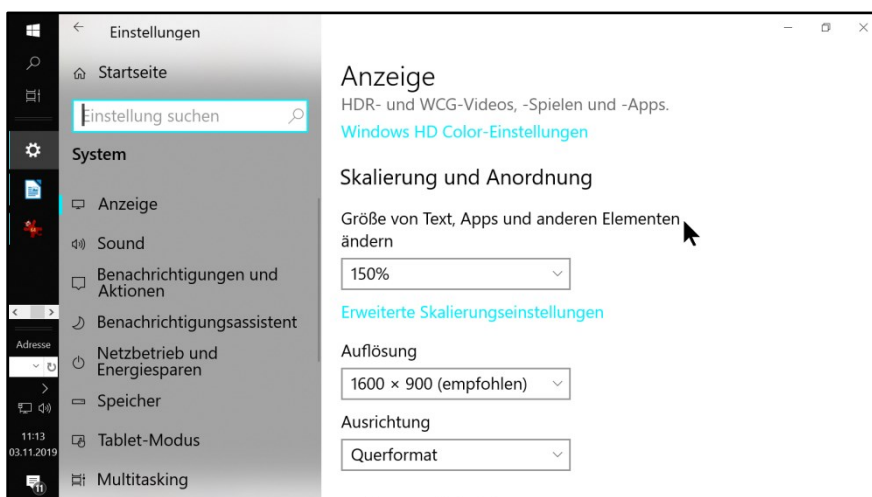 Einstellungen
Startseite
Einstellung suchen
System
Anzeige
Sound
Benachrichtigungen und
Aktionen
Benachrichtigungsassistent
Netzbetrieb und
Energiesparen
Speicher
Tablet-Modus
Multitasking
Adresse
11:13
03.11.2019
11
Anzeige
HDR- und WCG-Videos, -Spielen und -Apps.
Windows HD Color-Einstellungen
Skalierung und Anordnung
Größe von Text, Apps und anderen Elementen
ändern
150%
Erweiterte Skalierungseinstellungen
Auflösung
1600 × 900 (empfohlen)
Ausrichtung
Querformat